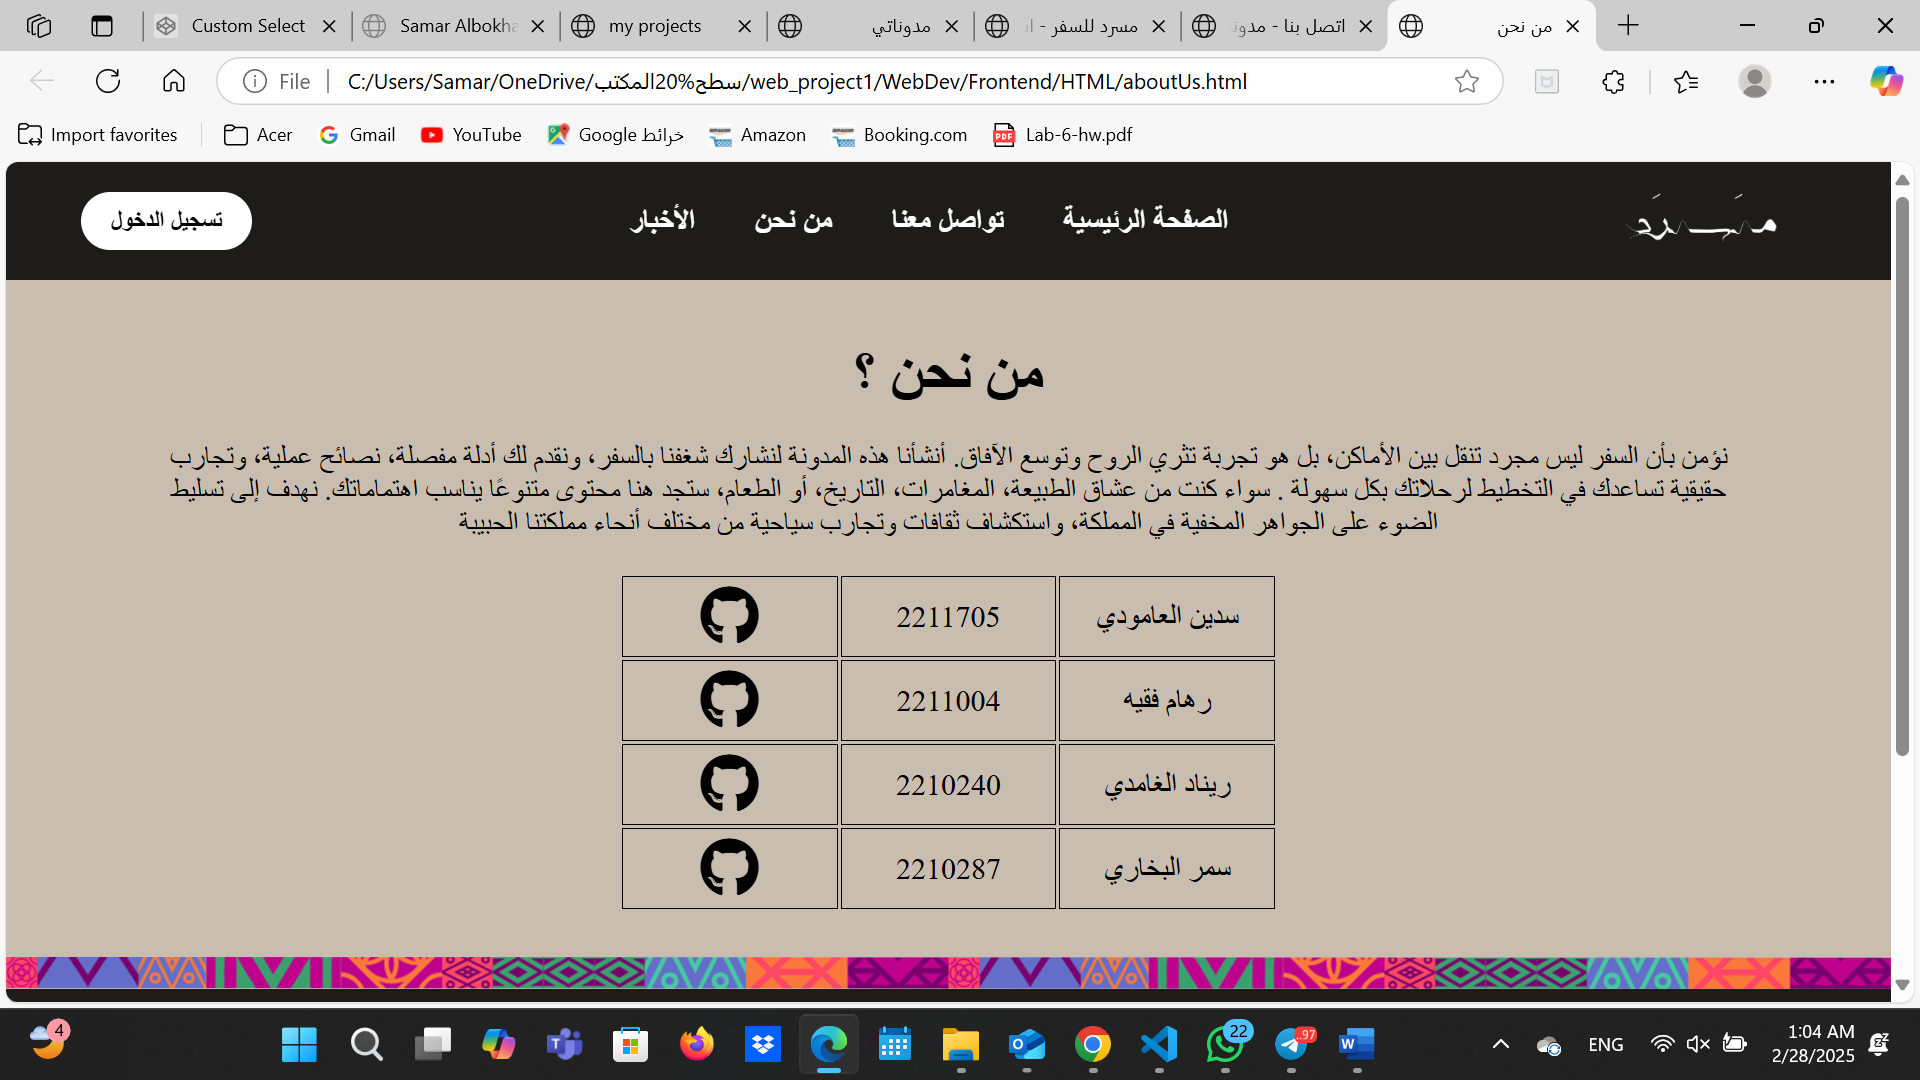 Custom Select
Samar Albokha
my projects
مدوناتي
مسرد للسفر - ا
اتصل بنا - مدون
من نحن
File
C:/Users/Samar/OneDrive/سطح%20المكتب/web_project1/WebDev/Frontend/HTML/aboutUs.html
Import favorites
Acer
Gmail
YouTube
Google خرائط
Amazon
Booking.com
Lab-6-hw.pdf
مَسرَد
الصفحة الرئيسية
تواصل معنا
من نحن
الأخبار
تسجيل الدخول
من نحن ؟
نؤمن بأن السفر ليس مجرد تنقل بين الأماكن، بل هو تجربة تثري الروح وتوسع الآفاق. أنشأنا هذه المدونة لنشارك شغفنا بالسفر، ونقدم لك أدلة مفصلة، نصائح عملية، وتجارب
حقيقية تساعدك في التخطيط لرحلاتك بكل سهولة . سواء كنت من عشاق الطبيعة، المغامرات، التاريخ، أو الطعام، ستجد هنا محتوى متنوعًا يناسب اهتماماتك. نهدف إلى تسليط
الضوء على الجواهر المخفية في المملكة، واستكشاف ثقافات وتجارب سياحية من مختلف أنحاء مملكتنا الحبيبة
سدين العامودي 2211705
رهام فقيه 2211004
ريناد الغامدي 2210240
سمر البخاري 2210287
4
22
..97
ENG
1:04 AM
2/28/2025